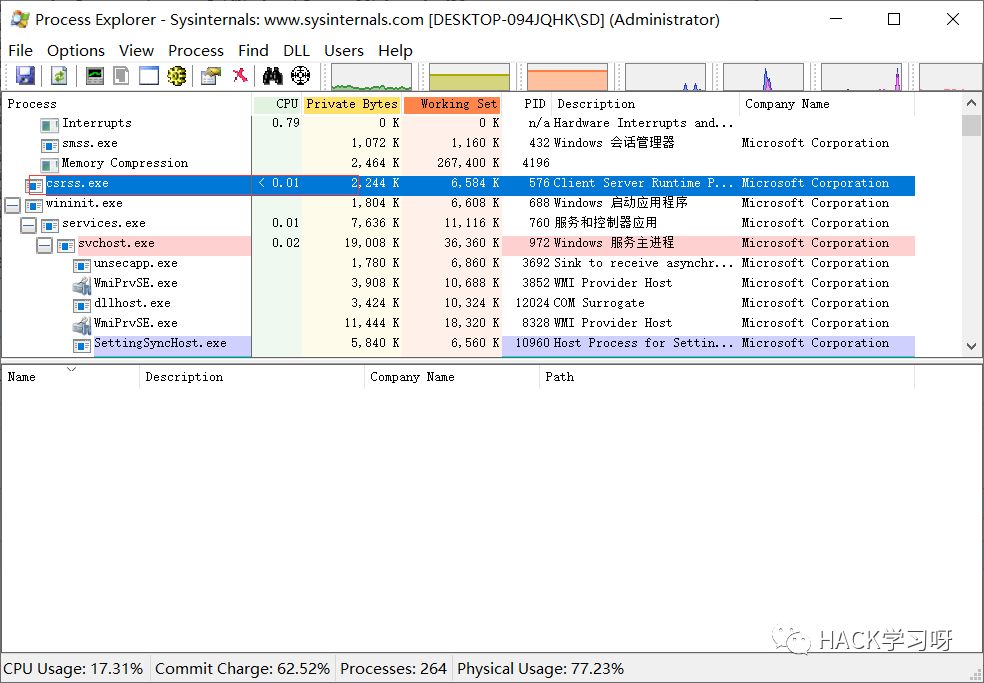 Process Explorer - Sysinternals: www.sysinternals.com [DESKTOP-094JQHK\SD] (Administrator)
File Options View Process Find DLL Users Help
Process CPU Private Bytes Working Set PID Description Company Name
Interrupts 0.79 0 K 0 K n/a Hardware Interrupts and...
smss.exe 1,072 K 1,160 K 432 Windows 会话管理器 Microsoft Corporation
Memory Compression 2,464 K 267,400 K 4196
csrss.exe < 0.01 2,244 K 6,584 K 576 Client Server Runtime P... Microsoft Corporation
wininit.exe 1,804 K 6,608 K 688 Windows 启动应用程序 Microsoft Corporation
services.exe 0.01 7,636 K 11,116 K 760 服务和控制器应用 Microsoft Corporation
svchost.exe 0.02 19,008 K 36,360 K 972 Windows 服务主进程 Microsoft Corporation
unsecapp.exe 1,780 K 6,860 K 3692 Sink to receive asynchr... Microsoft Corporation
WmiPrvSE.exe 3,908 K 10,688 K 3852 WMI Provider Host Microsoft Corporation
dllhost.exe 3,424 K 10,324 K 12024 COM Surrogate Microsoft Corporation
WmiPrvSE.exe 11,444 K 18,320 K 8328 WMI Provider Host Microsoft Corporation
SettingSyncHost.exe 5,840 K 6,560 K 10960 Host Process for Settin... Microsoft Corporation
Name Description Company Name Path
HACK学习呀
CPU Usage: 17.31% Commit Charge: 62.52% Processes: 264 Physical Usage: 77.23%